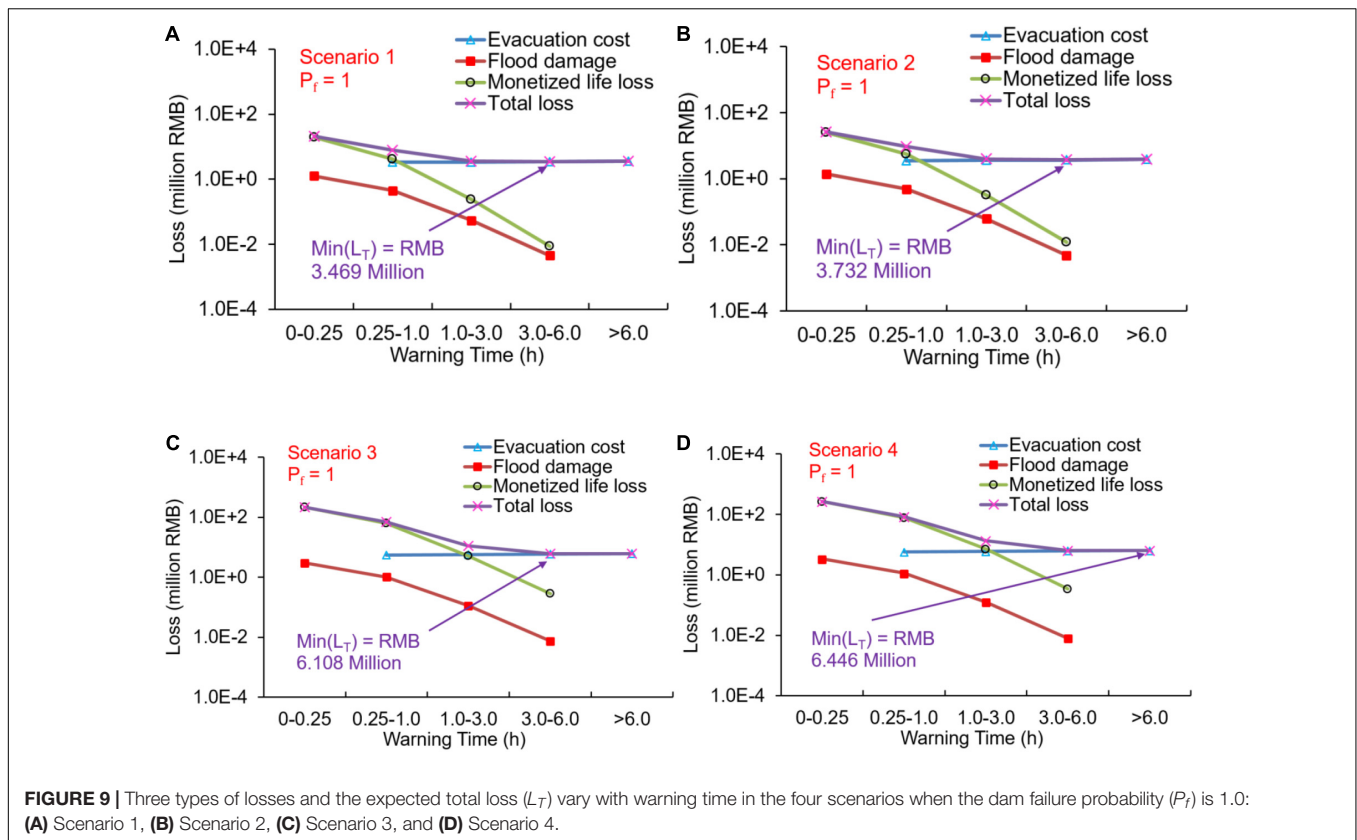 A
Scenario 1
P_f = 1
Evacuation cost
Flood damage
Monetized life loss
Total loss
1.0E+4
1.0E+2
1.0E+0
1.0E-2
1.0E-4
Loss (million RMB)
Min(L_T) = RMB
3.469 Million
0-0.25 0.25-1.0 1.0-3.0 3.0-6.0 >6.0
Warning Time (h)
B
Scenario 2
P_f = 1
Evacuation cost
Flood damage
Monetized life loss
Total loss
1.0E+4
1.0E+2
1.0E+0
1.0E-2
1.0E-4
Loss (million RMB)
Min(L_T) = RMB
3.732 Million
0-0.25 0.25-1.0 1.0-3.0 3.0-6.0 >6.0
Warning Time (h)
C
Scenario 3
P_f = 1
Evacuation cost
Flood damage
Monetized life loss
Total loss
1.0E+4
1.0E+2
1.0E+0
1.0E-2
1.0E-4
Loss (million RMB)
Min(L_T) = RMB
6.108 Million
0-0.25 0.25-1.0 1.0-3.0 3.0-6.0 >6.0
Warning Time (h)
D
Scenario 4
P_f = 1
Evacuation cost
Flood damage
Monetized life loss
Total loss
1.0E+4
1.0E+2
1.0E+0
1.0E-2
1.0E-4
Loss (million RMB)
Min(L_T) = RMB
6.446 Million
0-0.25 0.25-1.0 1.0-3.0 3.0-6.0 >6.0
Warning Time (h)
FIGURE 9 | Three types of losses and the expected total loss (L_T) vary with warning time in the four scenarios when the dam failure probability (P_f) is 1.0:
(A) Scenario 1, (B) Scenario 2, (C) Scenario 3, and (D) Scenario 4.